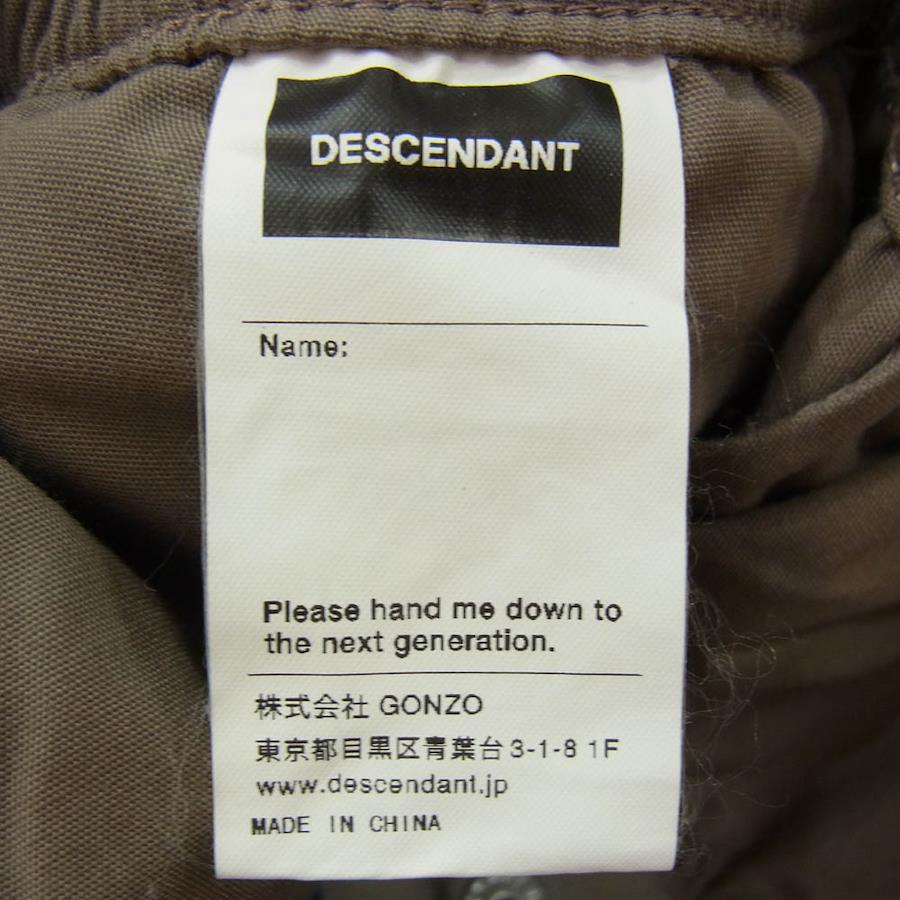 DESCENDANT
Name:
Please hand me down to
the next generation.
株式会社 GONZO
東京都目黒区青葉台3-1-8 1F
www.descendant.jp
MADE IN CHINA